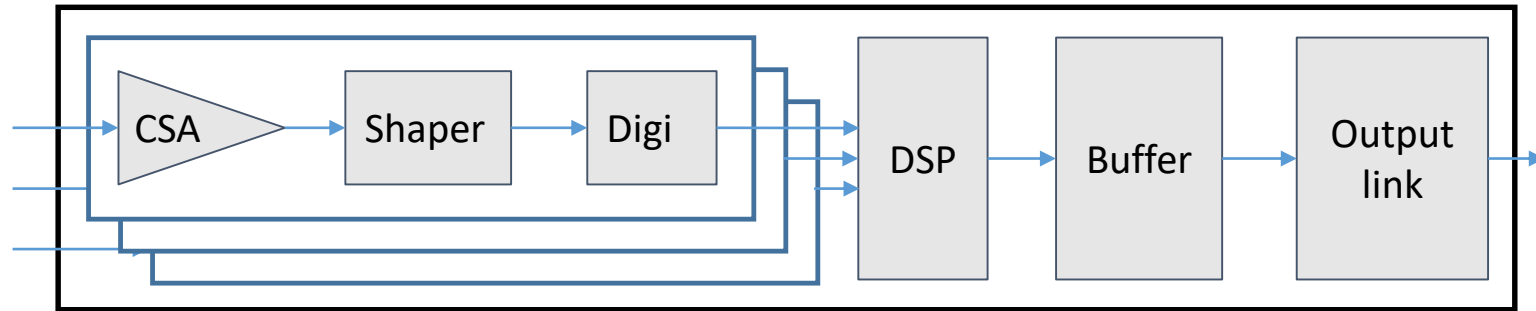 CSA
Shaper
Digi
DSP
Buffer
Output
link